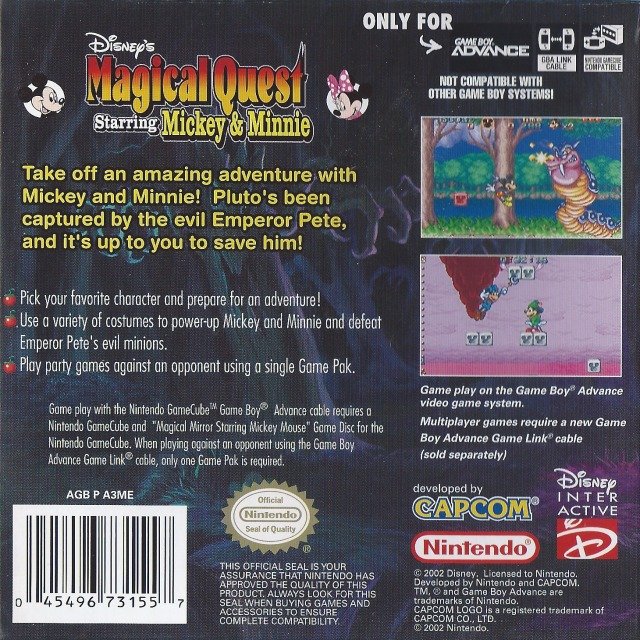 ONLY FOR
GAME BOY
ADVANCE
GBA LINK
CABLE
NINTENDO GAMECUBE
COMPATIBLE
NOT COMPATIBLE WITH
OTHER GAME BOY SYSTEMS!
Disney's
Magical Quest
Starring Mickey & Minnie
Take off an amazing adventure with
Mickey and Minnie! Pluto's been
captured by the evil Emperor Pete,
and it's up to you to save him!
Pick your favorite character and prepare for an adventure!
Use a variety of costumes to power-up Mickey and Minnie and defeat
Emperor Pete's evil minions.
Play party games against an opponent using a single Game Pak.
Game play with the Nintendo GameCube™ Game Boy® Advance cable requires a
Nintendo GameCube and "Magical Mirror Starring Mickey Mouse" Game Disc for the
Nintendo GameCube. When playing against an opponent using the Game Boy
Advance Game Link® cable, only one Game Pak is required.
Game play on the Game Boy® Advance
video game system.
Multiplayer games require a new Game
Boy Advance Game Link® cable
(sold separately)
AGB P A3ME
0 45496 73155 7
Official
Nintendo
Seal of Quality
THIS OFFICIAL SEAL IS YOUR
ASSURANCE THAT NINTENDO HAS
APPROVED THE QUALITY OF THIS
PRODUCT. ALWAYS LOOK FOR THIS
SEAL WHEN BUYING GAMES AND
ACCESSORIES TO ENSURE
COMPLETE COMPATIBILITY.
developed by
CAPCOM
Nintendo
Disney
INTER
ACTIVE
© 2002 Disney. Licensed to Nintendo.
Developed by Nintendo and CAPCOM.
TM, ® and Game Boy Advance are
trademarks of Nintendo.
CAPCOM LOGO is a registered trademark of
CAPCOM CO., LTD.
© 2002 Nintendo.